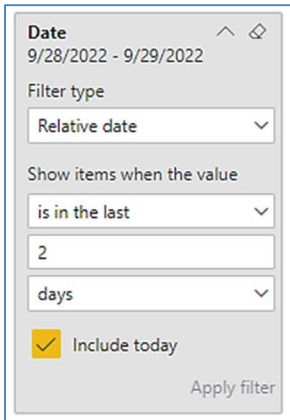 Date
9/28/2022 - 9/29/2022
Filter type
Relative date
Show items when the value
is in the last
2
days
Include today
Apply filter